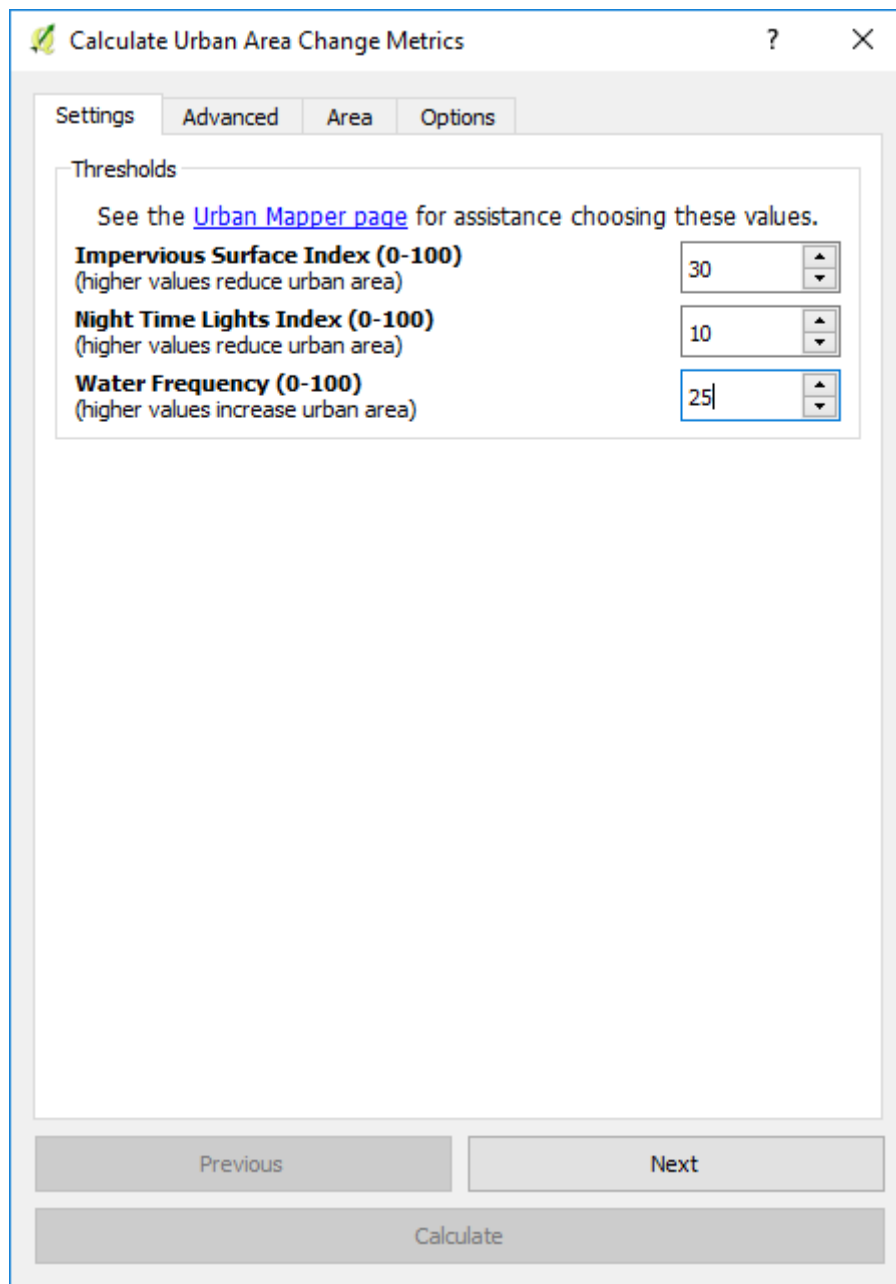 Calculate Urban Area Change Metrics ? X
Settings Advanced Area Options
Thresholds
See the Urban Mapper page for assistance choosing these values.
Impervious Surface Index (0-100)
(higher values reduce urban area)
30
Night Time Lights Index (0-100)
(higher values reduce urban area)
10
Water Frequency (0-100)
(higher values increase urban area)
25
Previous Next
Calculate